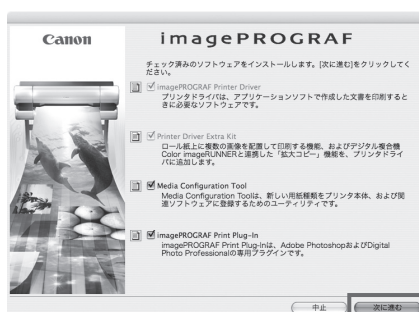 Canon
imagePROGRAF
チェック済みのソフトウェアをインストールします。[次に進む]をクリックしてく
ださい。
imagePROGRAF Printer Driver
プリンタドライバは、アプリケーションソフトで作成した文書を印刷すると
きに必要なソフトウェアです。
Printer Driver Extra Kit
ロール紙上に複数の画像を配置して印刷する機能、およびデジタル複合機
Color imageRUNNERと連携した「拡大コピー」機能を、プリンタドライ
バに追加します。
Media Configuration Tool
Media Configuration Toolは、新しい用紙種類をプリンタ本体、および関
連ソフトウェアに登録するためのユーティリティです。
imagePROGRAF Print Plug-In
imagePROGRAF Print Plug-Inは、Adobe PhotoshopおよびDigital
Photo Professionalの専用プラグインです。
中止
次に進む